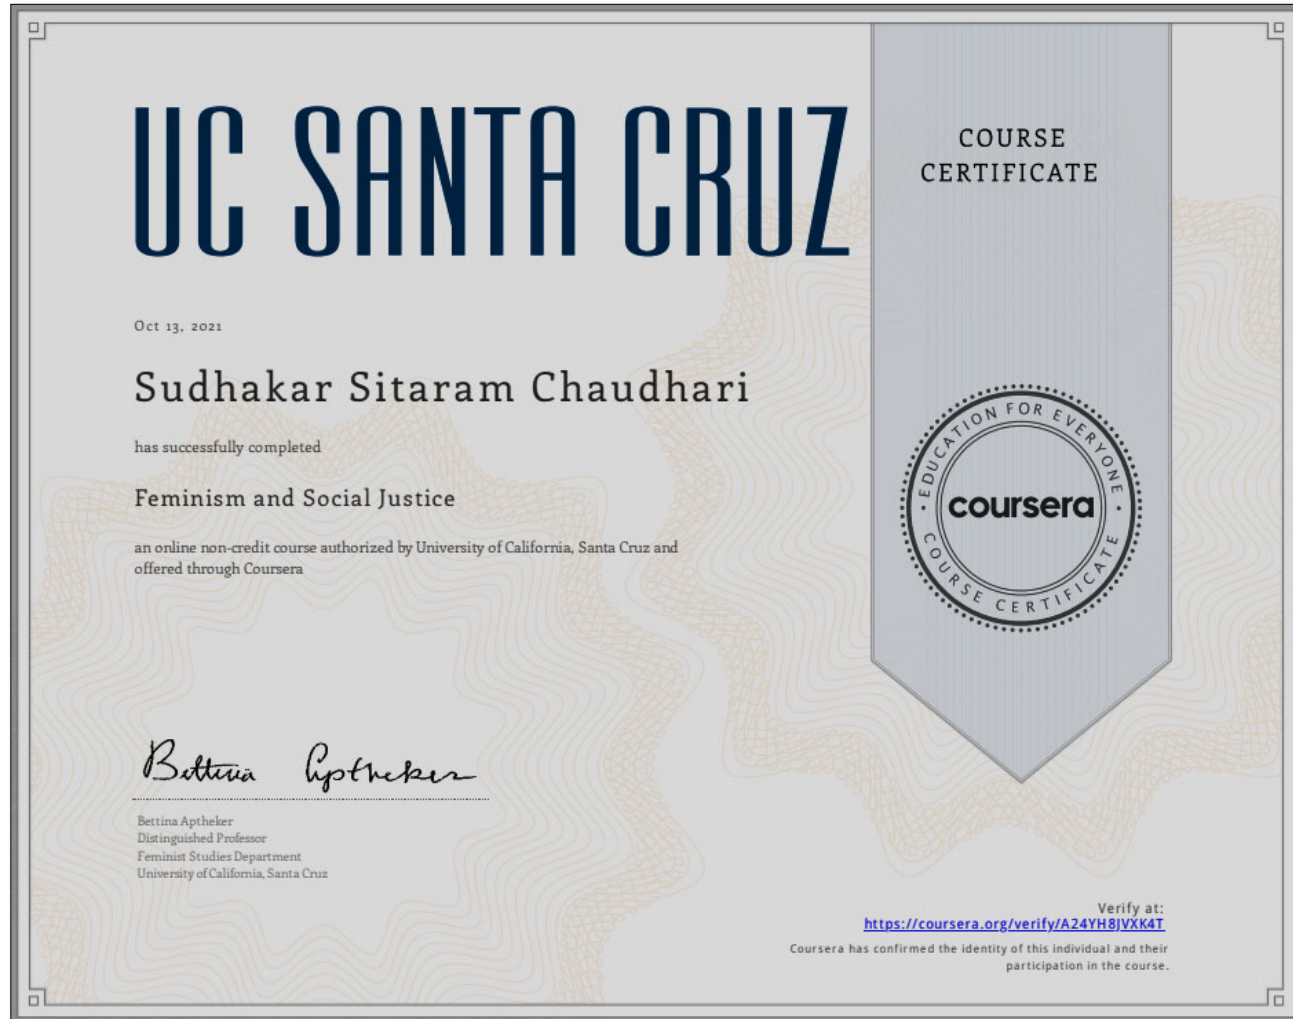 UC SANTA CRUZ
COURSE
CERTIFICATE
Oct 13, 2021
Sudhakar Sitaram Chaudhari
has successfully completed
Feminism and Social Justice
an online non-credit course authorized by University of California, Santa Cruz and
offered through Coursera
EDUCATION FOR EVERYONE
coursera
COURSE CERTIFICATE
Bettina Aptheker
Bettina Aptheker
Distinguished Professor
Feminist Studies Department
University of California, Santa Cruz
Verify at:
https://coursera.org/verify/A24YH8JVXK4T
Coursera has confirmed the identity of this individual and their
participation in the course.